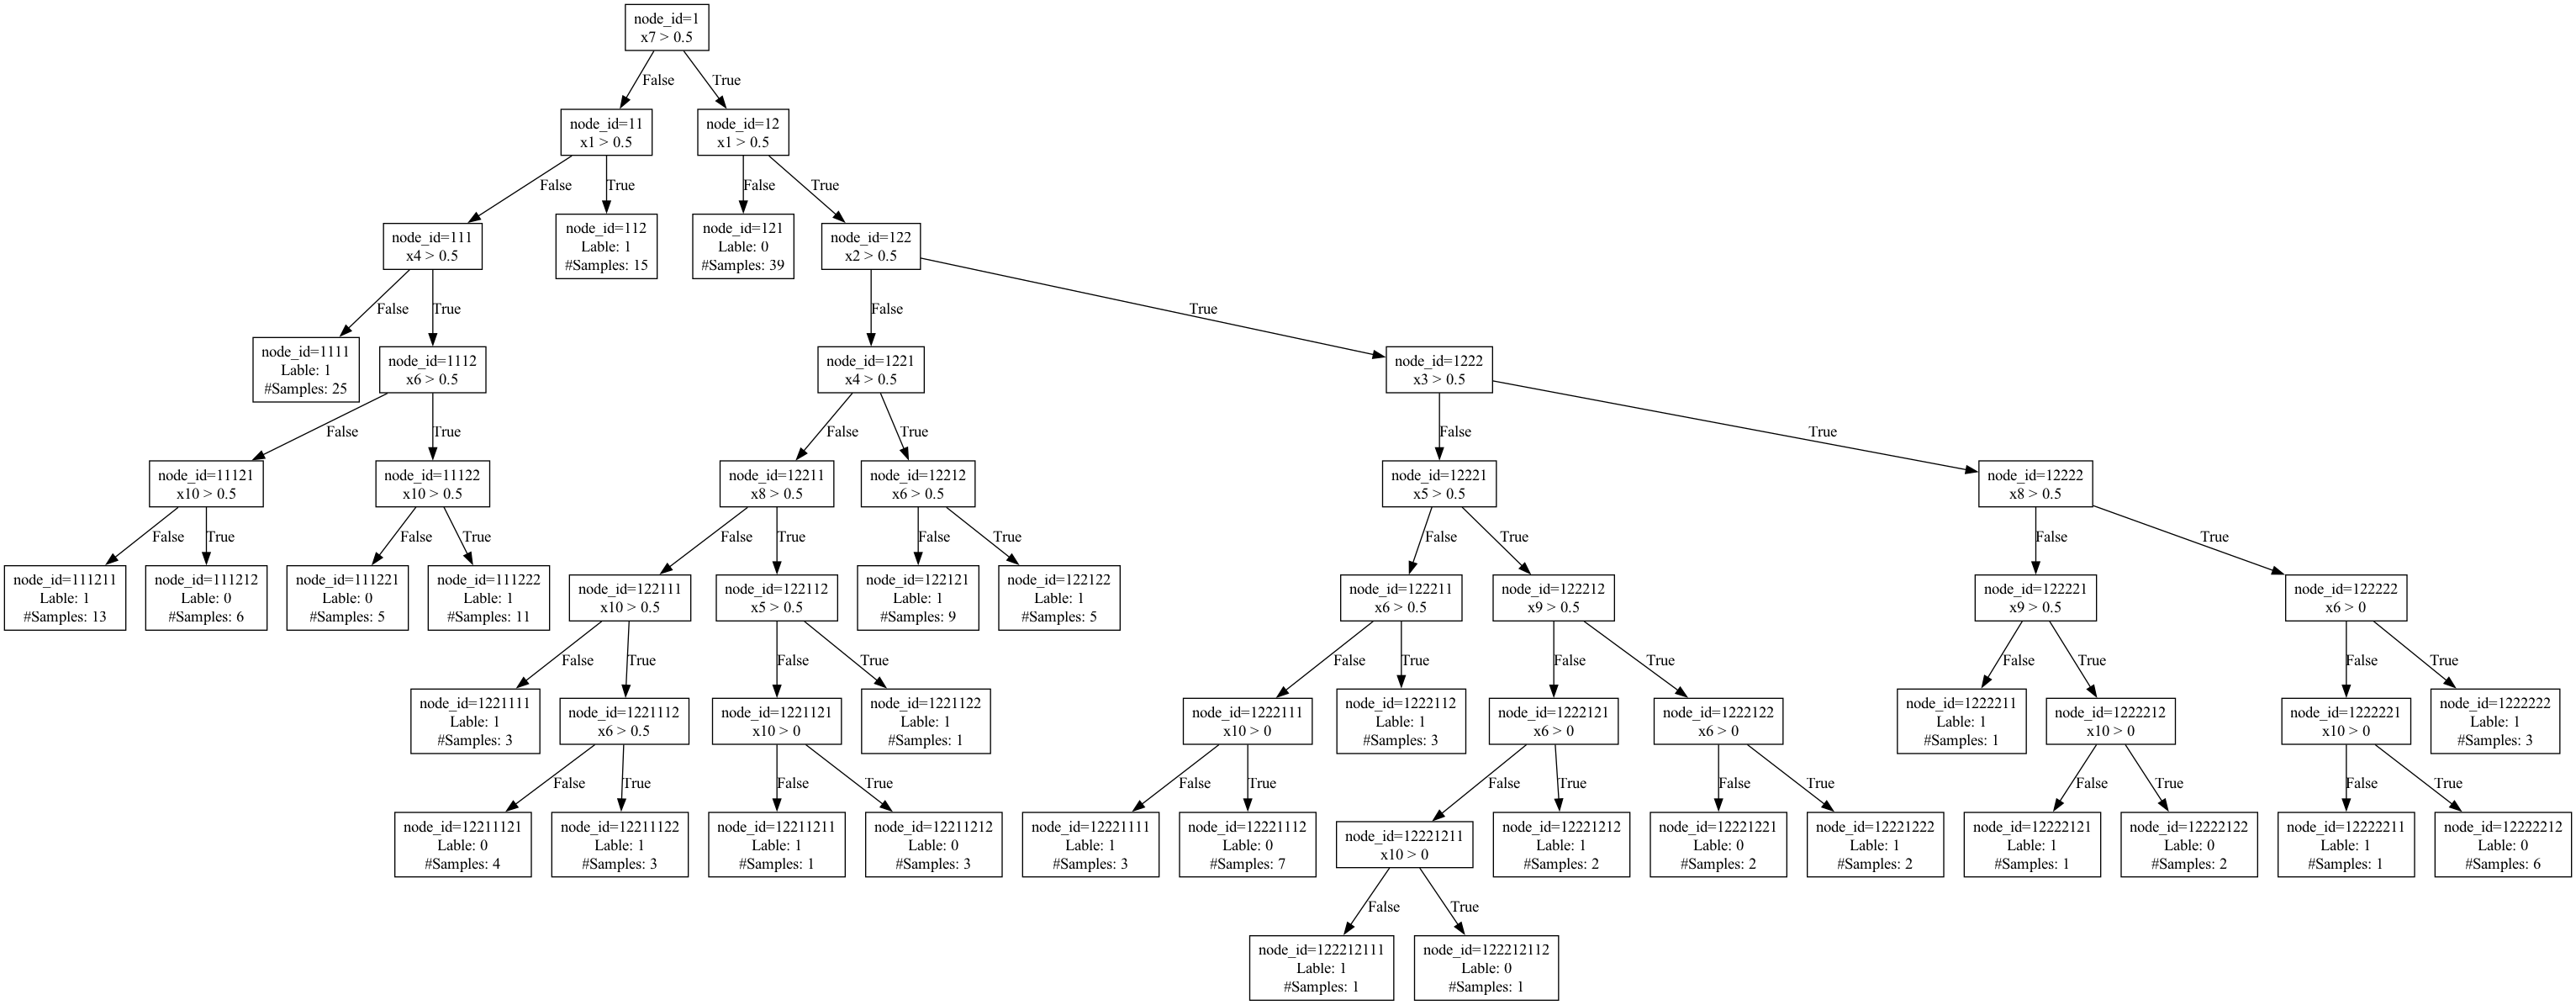 node_id=1
x7 > 0.5
False
True
node_id=11
x1 > 0.5
node_id=12
x1 > 0.5
False
True
False
True
node_id=111
x4 > 0.5
node_id=112
Lable: 1
#Samples: 15
node_id=121
Lable: 0
#Samples: 39
node_id=122
x2 > 0.5
False
True
False
True
node_id=1111
Lable: 1
#Samples: 25
node_id=1112
x6 > 0.5
node_id=1221
x4 > 0.5
node_id=1222
x3 > 0.5
False
True
False
True
False
True
node_id=11121
x10 > 0.5
node_id=11122
x10 > 0.5
node_id=12211
x8 > 0.5
node_id=12212
x6 > 0.5
node_id=12221
x5 > 0.5
node_id=12222
x8 > 0.5
False
True
False
True
False
True
False
True
False
True
False
True
node_id=111211
Lable: 1
#Samples: 13
node_id=111212
Lable: 0
#Samples: 6
node_id=111221
Lable: 0
#Samples: 5
node_id=111222
Lable: 1
#Samples: 11
node_id=122111
x10 > 0.5
node_id=122112
x5 > 0.5
node_id=122121
Lable: 1
#Samples: 9
node_id=122122
Lable: 1
#Samples: 5
node_id=122211
x6 > 0.5
node_id=122212
x9 > 0.5
node_id=122221
x9 > 0.5
node_id=122222
x6 > 0
False
True
False
True
False
True
False
True
False
True
False
True
node_id=1221111
Lable: 1
#Samples: 3
node_id=1221112
x6 > 0.5
node_id=1221121
x10 > 0
node_id=1221122
Lable: 1
#Samples: 1
node_id=1222111
x10 > 0
node_id=1222112
Lable: 1
#Samples: 3
node_id=1222121
x6 > 0
node_id=1222122
x6 > 0
node_id=1222211
Lable: 1
#Samples: 1
node_id=1222212
x10 > 0
node_id=1222221
x10 > 0
node_id=1222222
Lable: 1
#Samples: 3
False
True
False
True
False
True
False
True
False
True
False
True
False
True
node_id=12211121
Lable: 0
#Samples: 4
node_id=12211122
Lable: 1
#Samples: 3
node_id=12211211
Lable: 1
#Samples: 1
node_id=12211212
Lable: 0
#Samples: 3
node_id=12221111
Lable: 1
#Samples: 3
node_id=12221112
Lable: 0
#Samples: 7
node_id=12221211
x10 > 0
node_id=12221212
Lable: 1
#Samples: 2
node_id=12221221
Lable: 0
#Samples: 2
node_id=12221222
Lable: 1
#Samples: 2
node_id=12222121
Lable: 1
#Samples: 1
node_id=12222122
Lable: 0
#Samples: 2
node_id=12222211
Lable: 1
#Samples: 1
node_id=12222212
Lable: 0
#Samples: 6
False
True
node_id=122212111
Lable: 1
#Samples: 1
node_id=122212112
Lable: 0
#Samples: 1